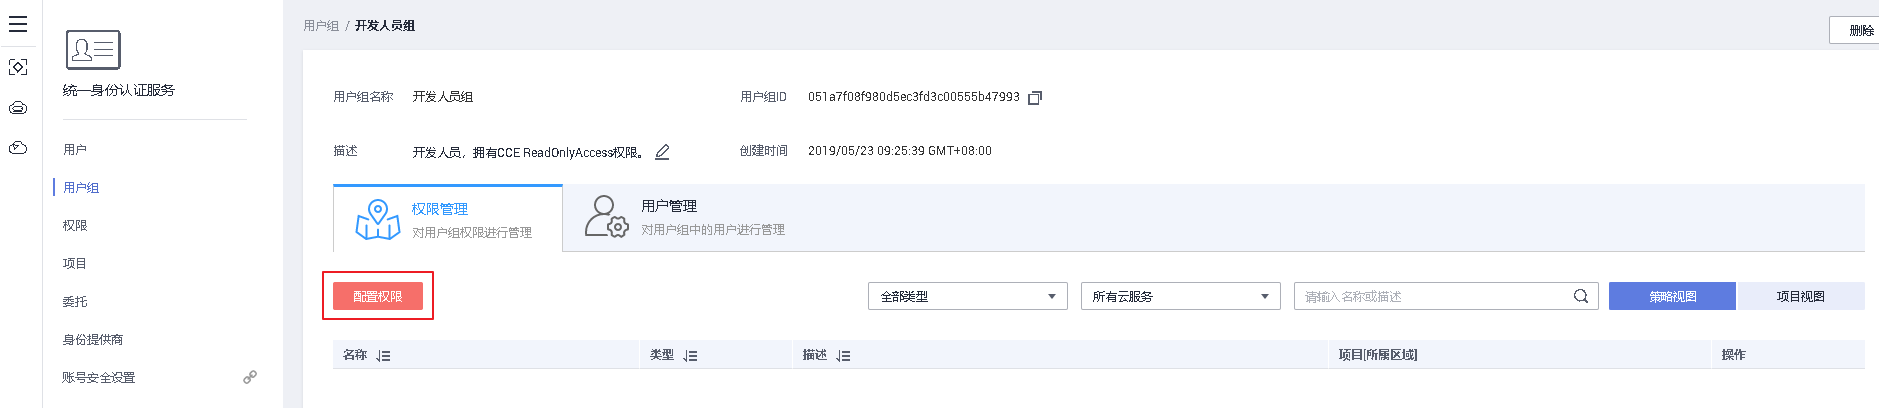 用户组 / 开发人员组
删除
统一身份认证服务
用户
用户组
权限
项目
委托
身份提供商
账号安全设置
用户组名称 开发人员组
用户组ID 051a7f08f980d5ec3fd3c00555b47993
描述 开发人员，拥有CCE ReadOnlyAccess权限。
创建时间 2019/05/23 09:25:39 GMT+08:00
权限管理
对用户组权限进行管理
用户管理
对用户组中的用户进行管理
配置权限 全部类型 所有云服务 请输入名称或描述 策略视图 项目视图
名称 类型 描述 项目[所属区域] 操作